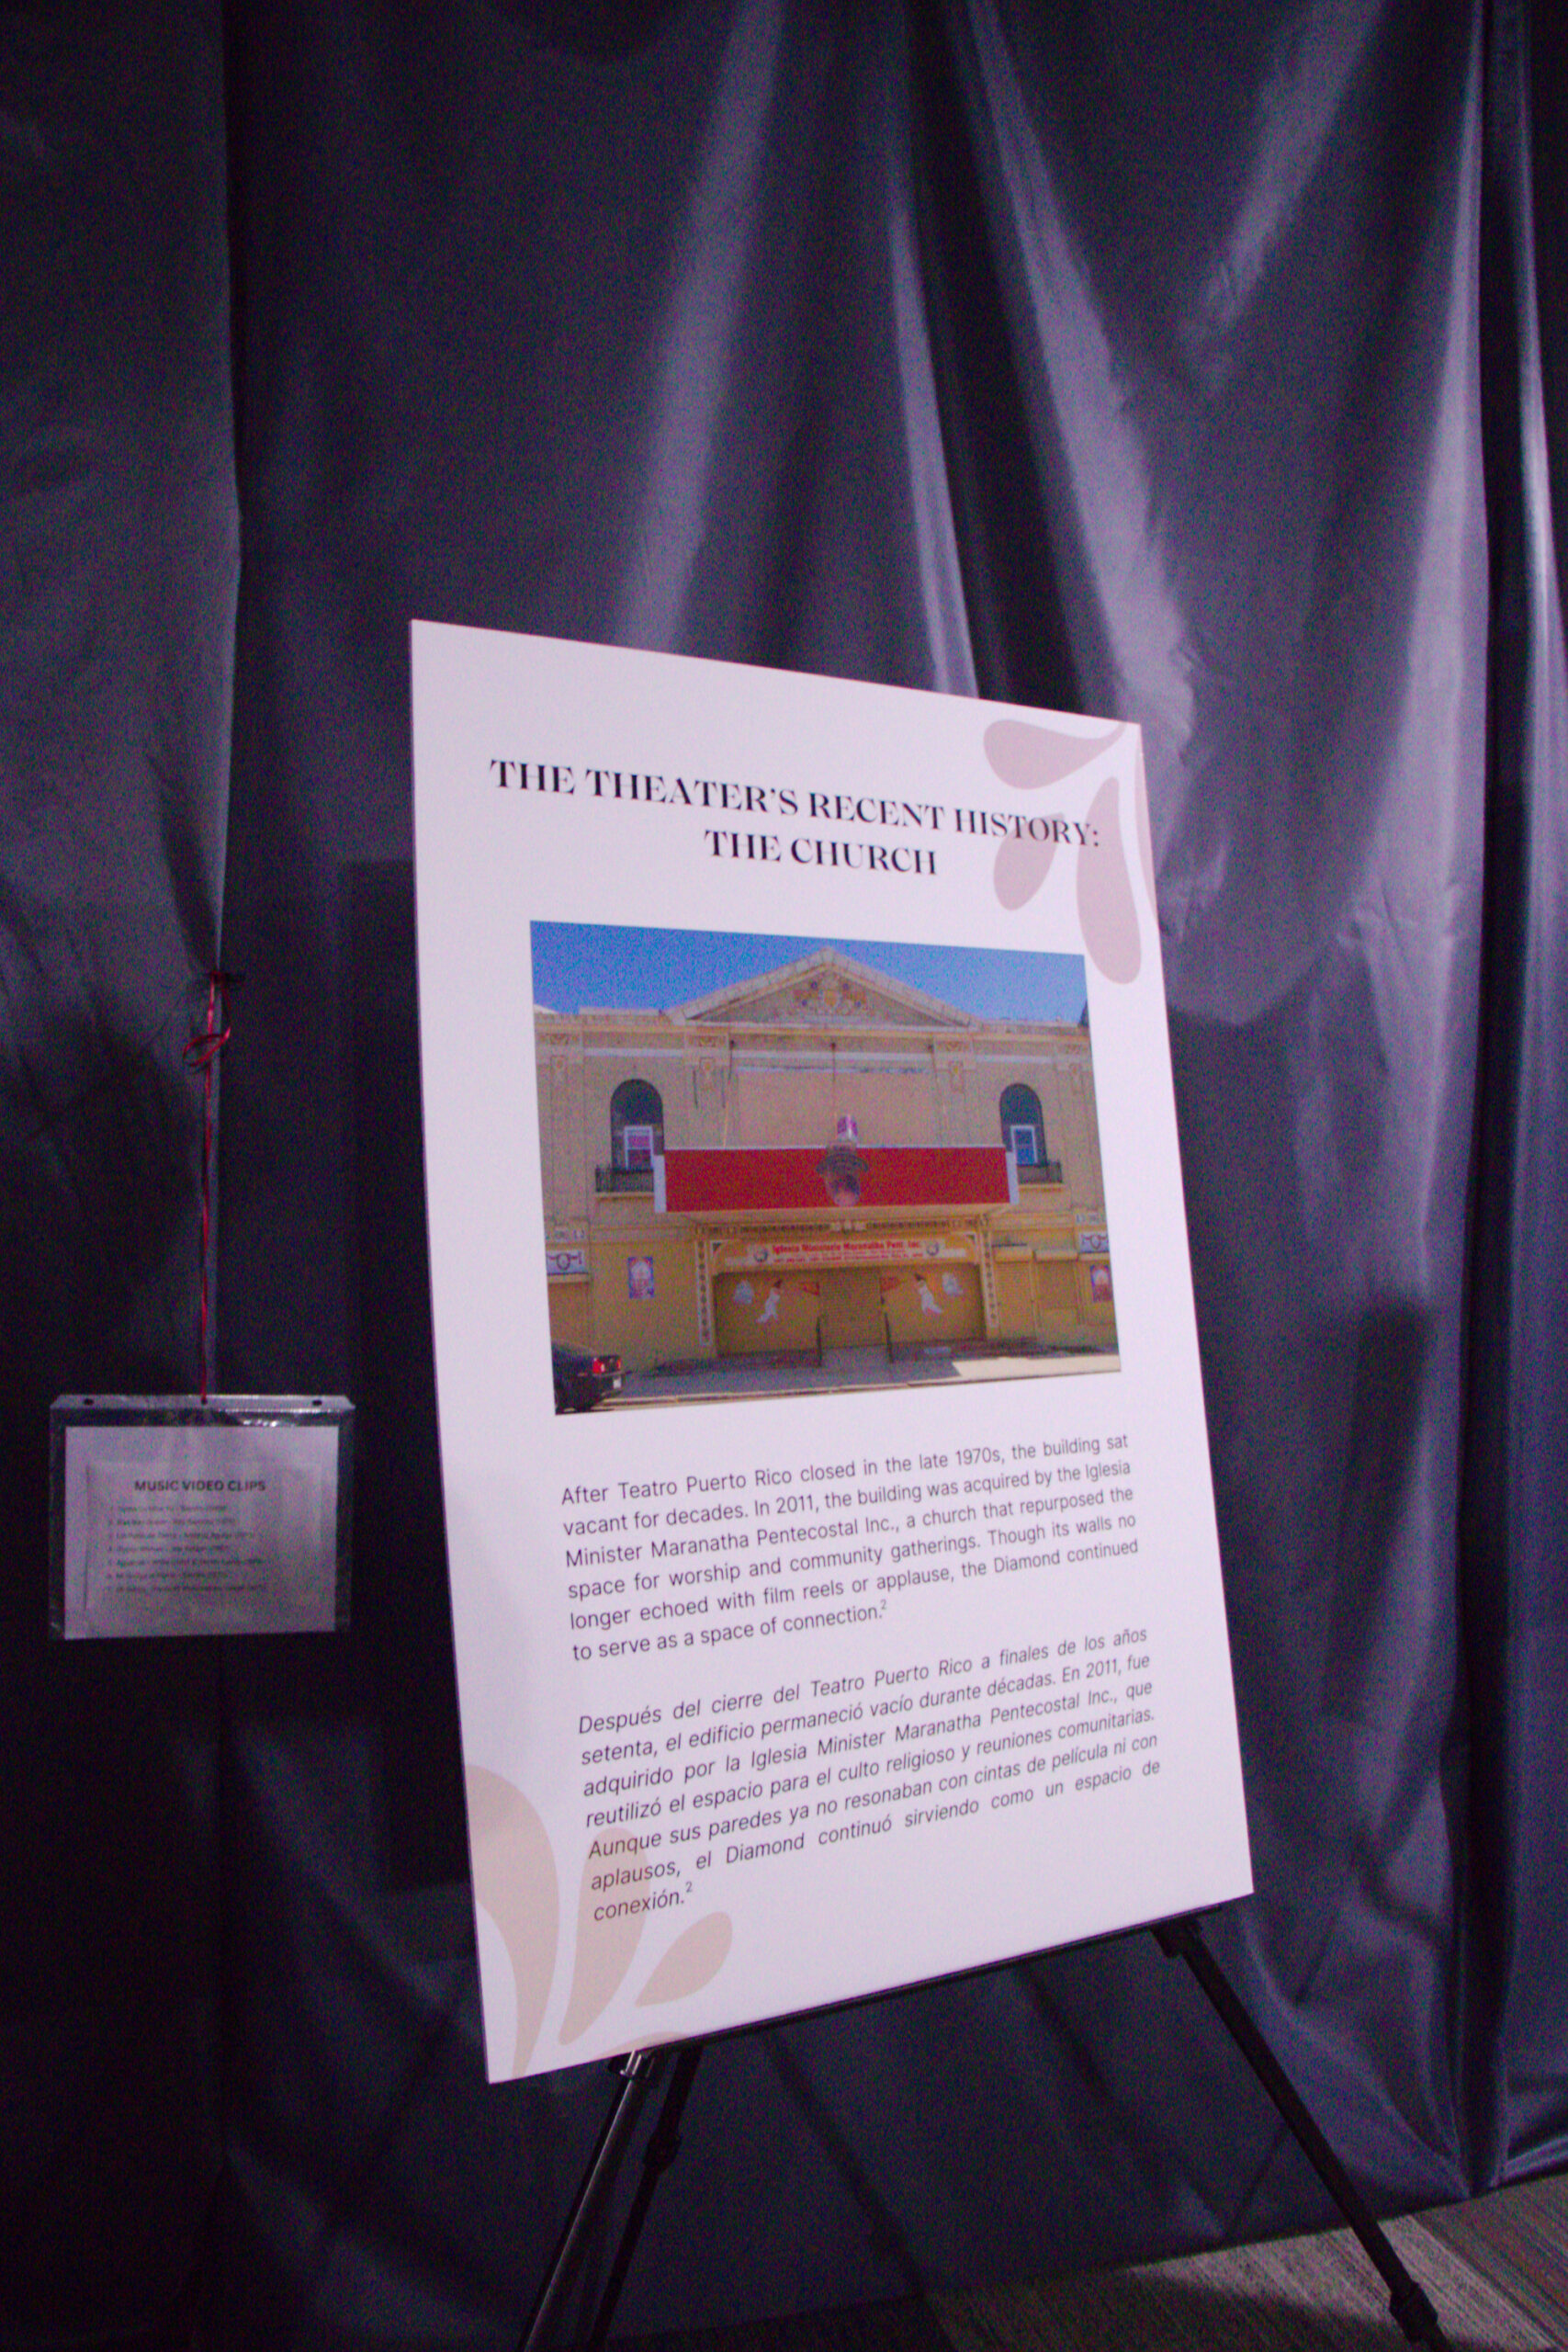 THE THEATER'S RECENT HISTORY:
THE CHURCH
Iglesia Ministerio Maranatha Pent. Inc.
After Teatro Puerto Rico closed in the late 1970s, the building sat
vacant for decades. In 2011, the building was acquired by the Iglesia
Minister Maranatha Pentecostal Inc., a church that repurposed the
space for worship and community gatherings. Though its walls no
longer echoed with film reels or applause, the Diamond continued
to serve as a space of connection.²
Después del cierre del Teatro Puerto Rico a finales de los años
setenta, el edificio permaneció vacío durante décadas. En 2011, fue
adquirido por la Iglesia Minister Maranatha Pentecostal Inc., que
reutilizó el espacio para el culto religioso y reuniones comunitarias.
Aunque sus paredes ya no resonaban con cintas de película ni con
aplausos, el Diamond continuó sirviendo como un espacio de
conexión.²
MUSIC VIDEO CLIPS